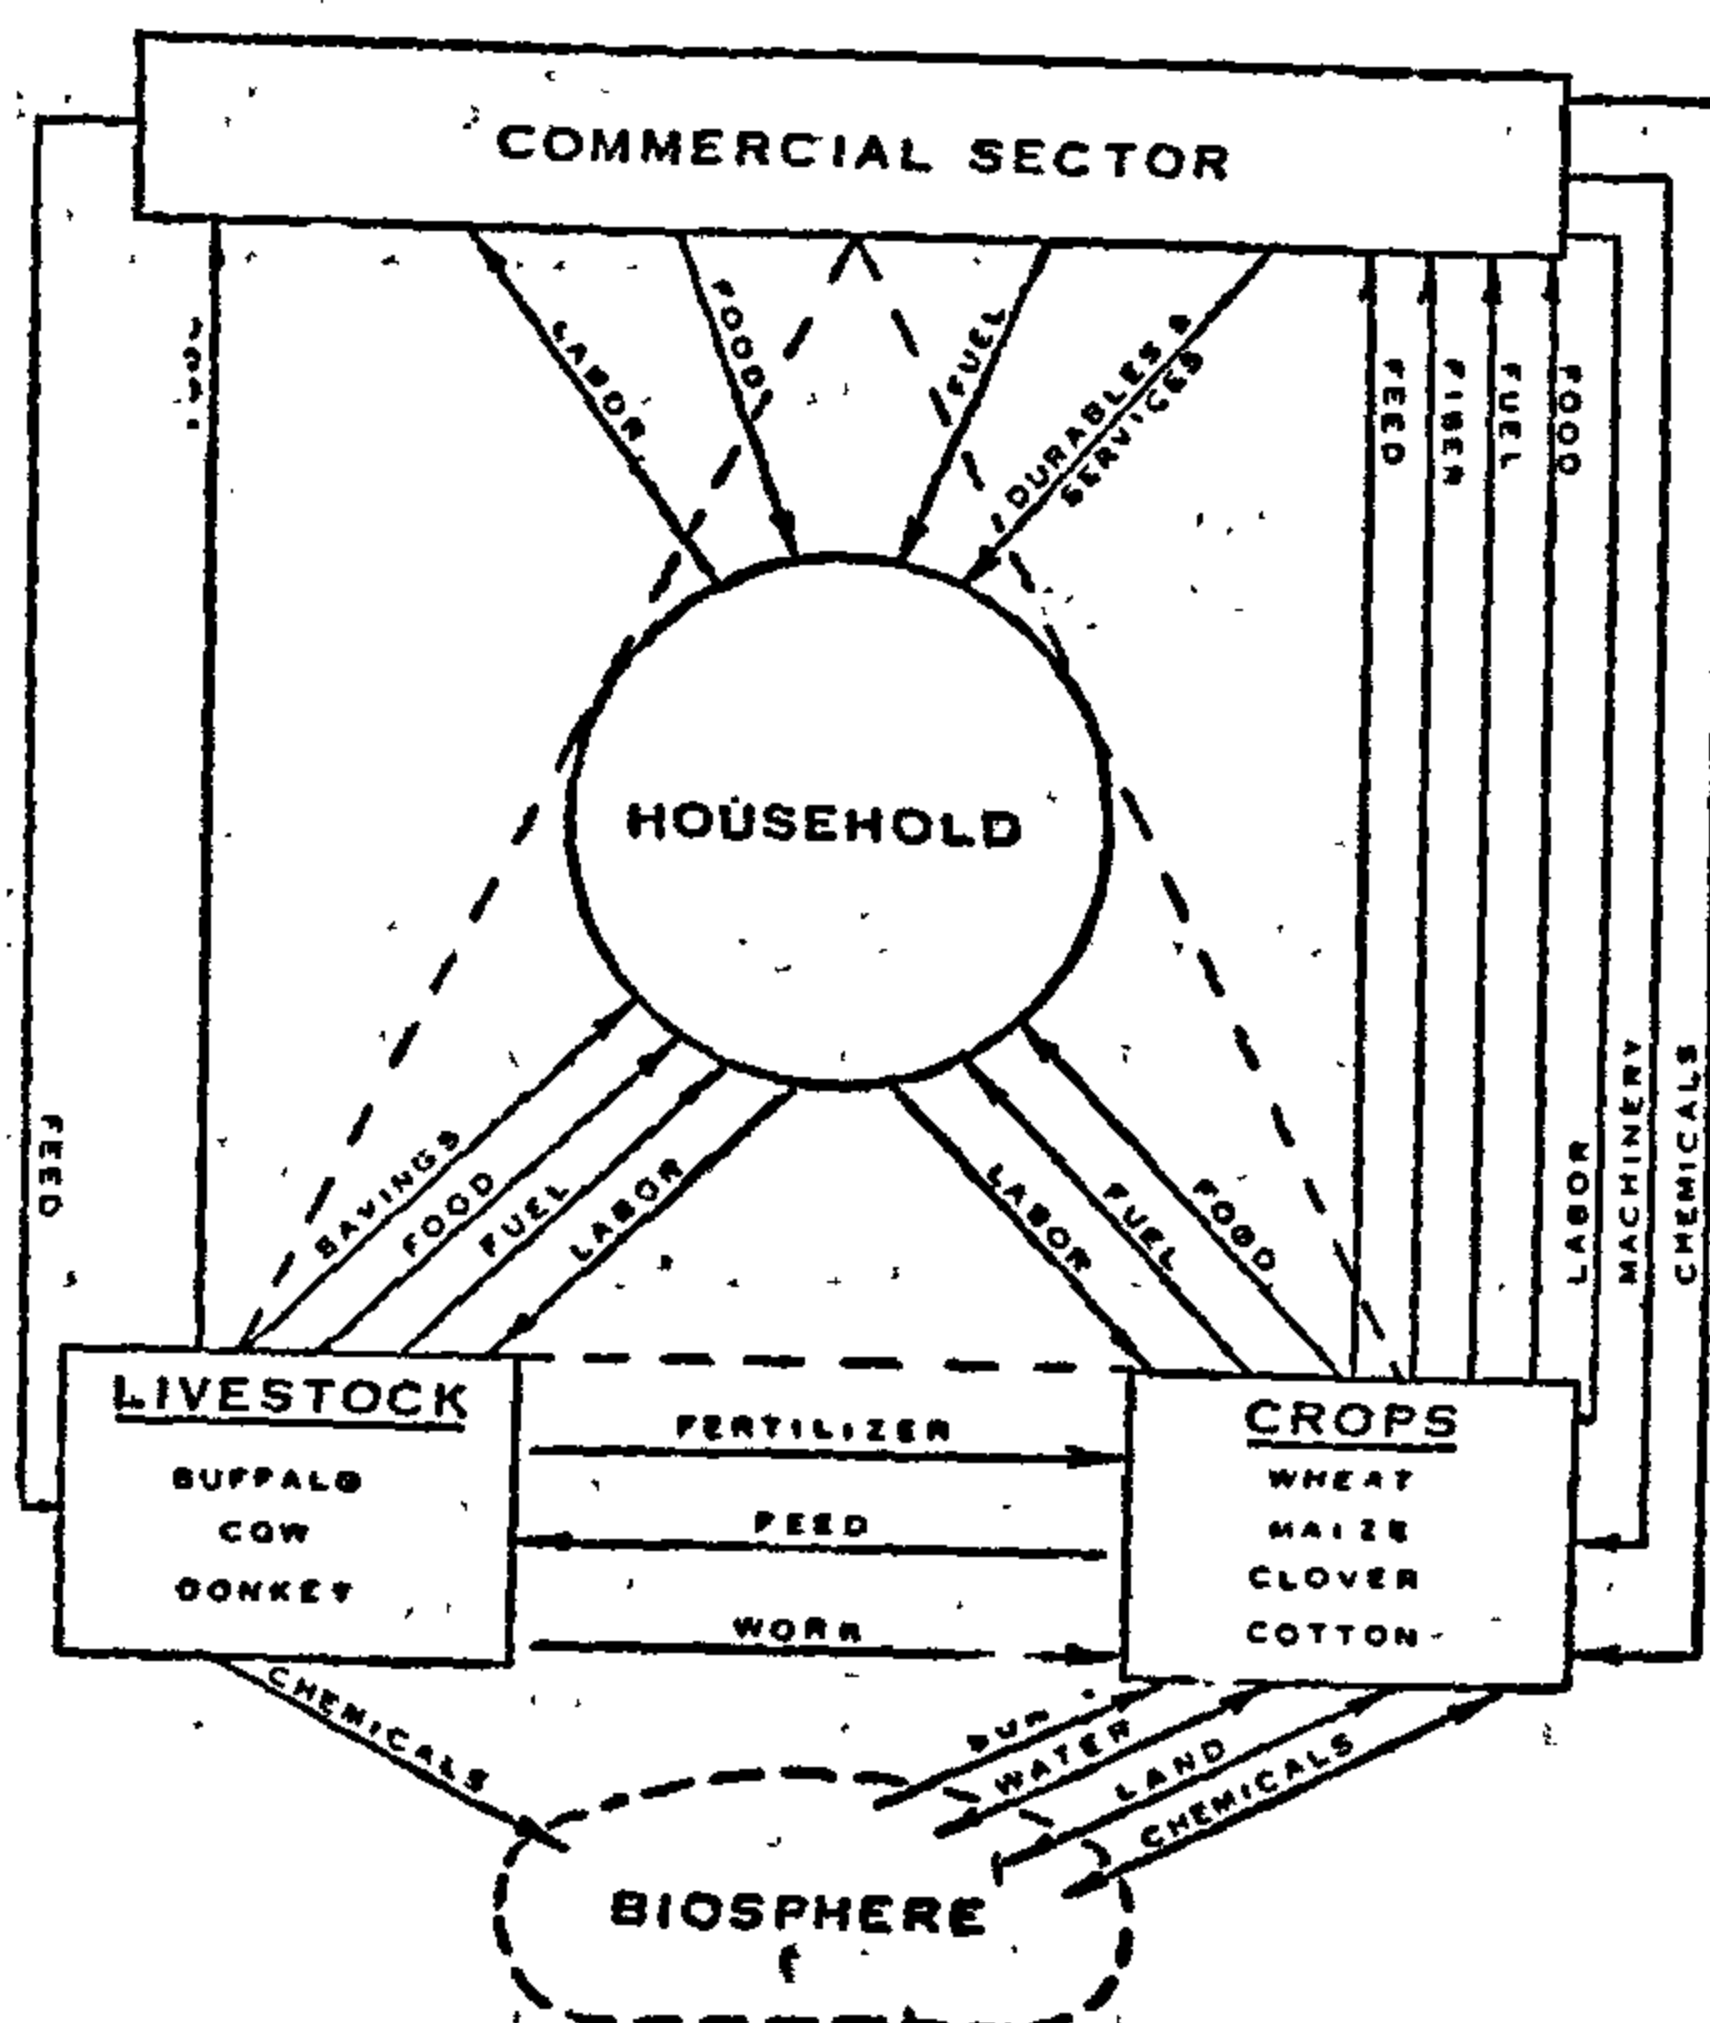 COMMERCIAL SECTOR
LABOR
FOOD
FUEL
DURABLES &
SERVICES
FEED
FIBER
FUEL
FOOD
HOUSEHOLD
FEED
SAVINGS
FOOD
FUEL
LABOR
LABOR
FUEL
FOOD
LABOR
MACHINERY
CHEMICALS
LIVESTOCK
BUFFALO
COW
DONKEY
FERTILIZER
FEED
WORK
CROPS
WHEAT
MAIZE
CLOVER
COTTON
CHEMICALS
SUN
WATER
LAND
CHEMICALS
BIOSPHERE